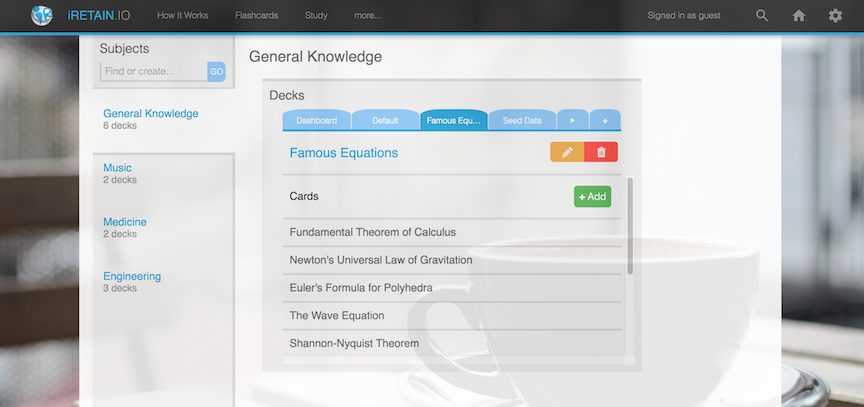 iRETAIN.IO
How It Works
Flashcards
Study
more...
Signed in as guest
Subjects
Find or create...
GO
General Knowledge
6 decks
Music
2 decks
Medicine
2 decks
Engineering
3 decks
General Knowledge
Decks
Dashboard
Default
Famous Equ...
Seed Data
+
Famous Equations
Cards
+ Add
Fundamental Theorem of Calculus
Newton's Universal Law of Gravitation
Euler's Formula for Polyhedra
The Wave Equation
Shannon-Nyquist Theorem